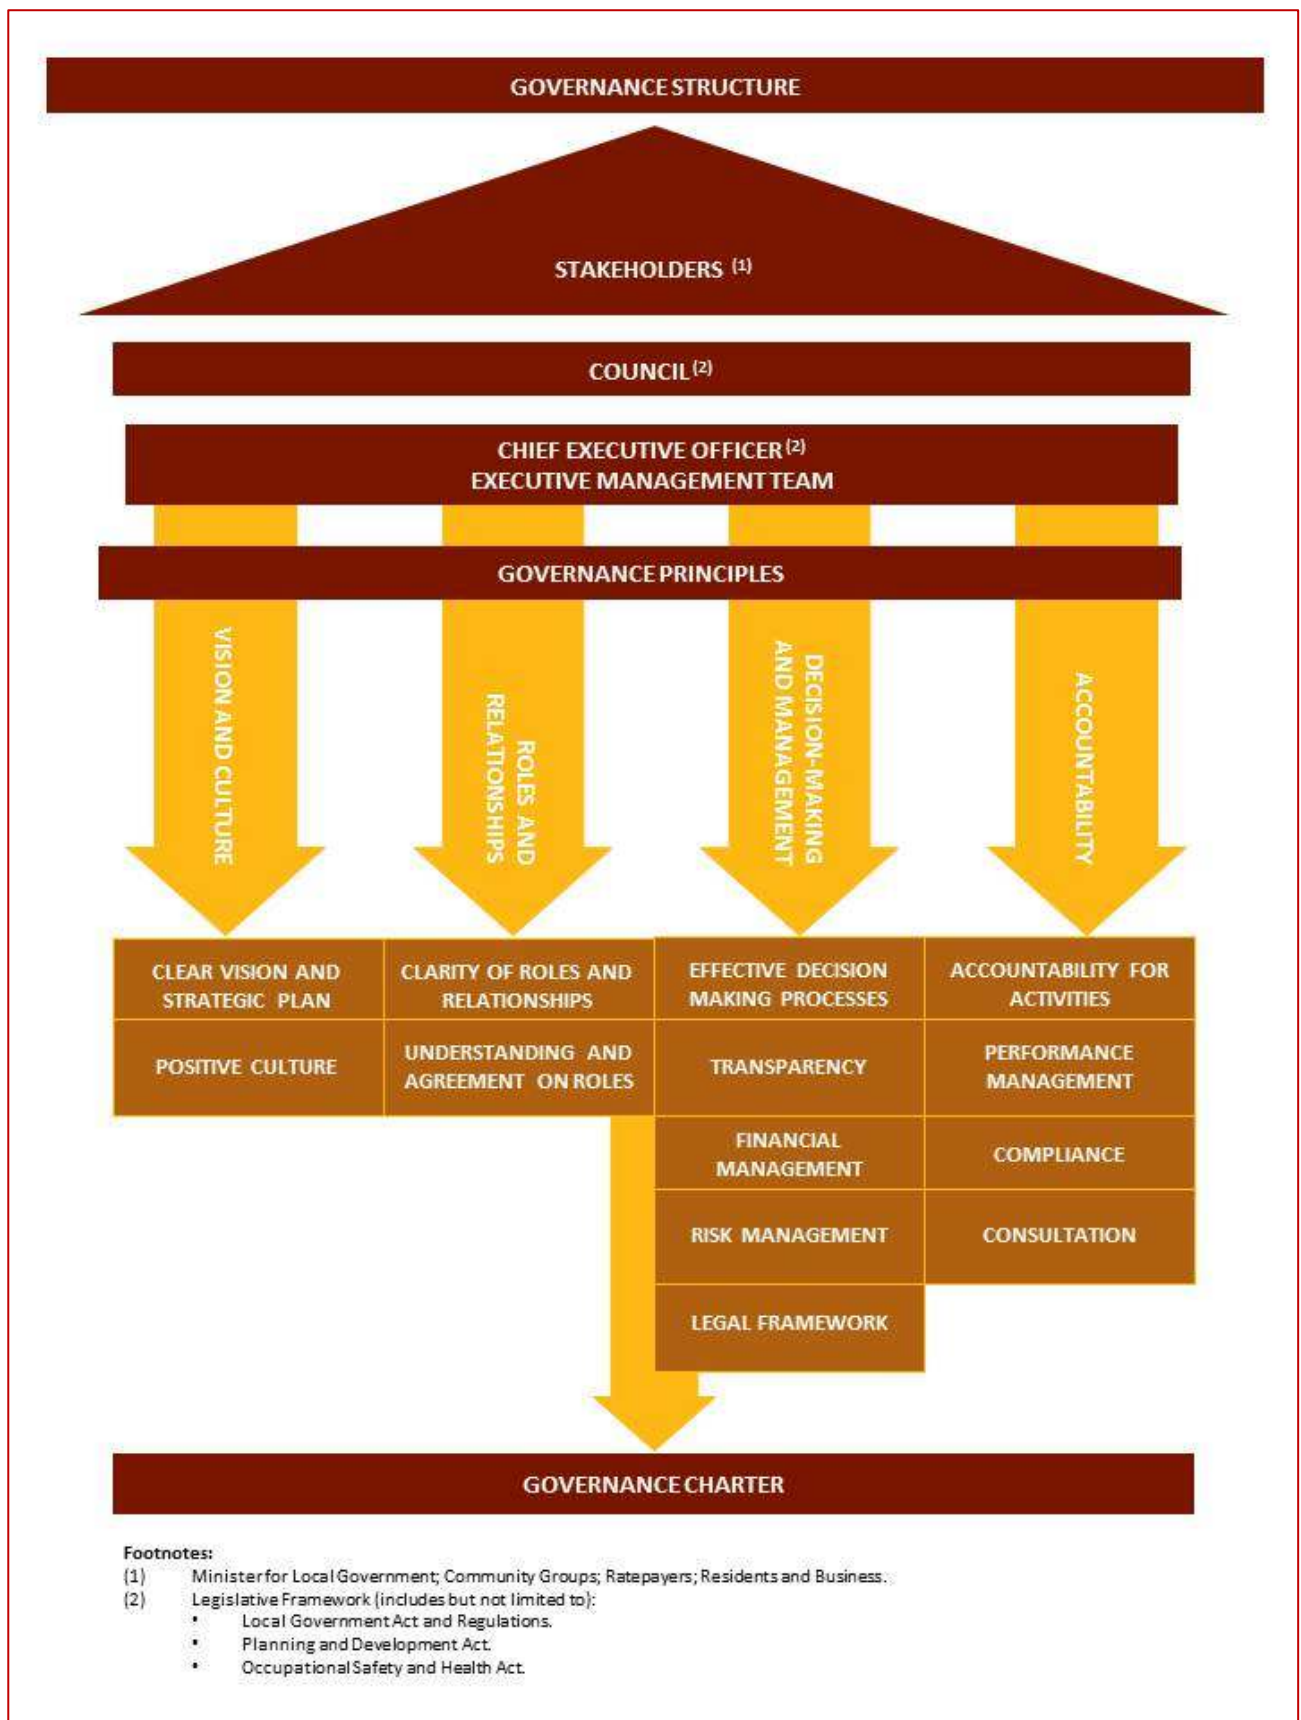 GOVERNANCE STRUCTURE
STAKEHOLDERS (1)
COUNCIL (2)
CHIEF EXECUTIVE OFFICER (2)
EXECUTIVE MANAGEMENT TEAM
GOVERNANCE PRINCIPLES
VISION AND CULTURE
ROLES AND
RELATIONSHIPS
DECISION-MAKING
AND MANAGEMENT
ACCOUNTABILITY
CLEAR VISION AND
STRATEGIC PLAN
POSITIVE CULTURE
CLARITY OF ROLES AND
RELATIONSHIPS
UNDERSTANDING AND
AGREEMENT ON ROLES
EFFECTIVE DECISION
MAKING PROCESSES
TRANSPARENCY
FINANCIAL
MANAGEMENT
RISK MANAGEMENT
LEGAL FRAMEWORK
ACCOUNTABILITY FOR
ACTIVITIES
PERFORMANCE
MANAGEMENT
COMPLIANCE
CONSULTATION
GOVERNANCE CHARTER
Footnotes:
(1) Minister for Local Government; Community Groups; Ratepayers; Residents and Business.
(2) Legislative Framework (includes but not limited to):
• Local Government Act and Regulations.
• Planning and Development Act.
• Occupational Safety and Health Act.